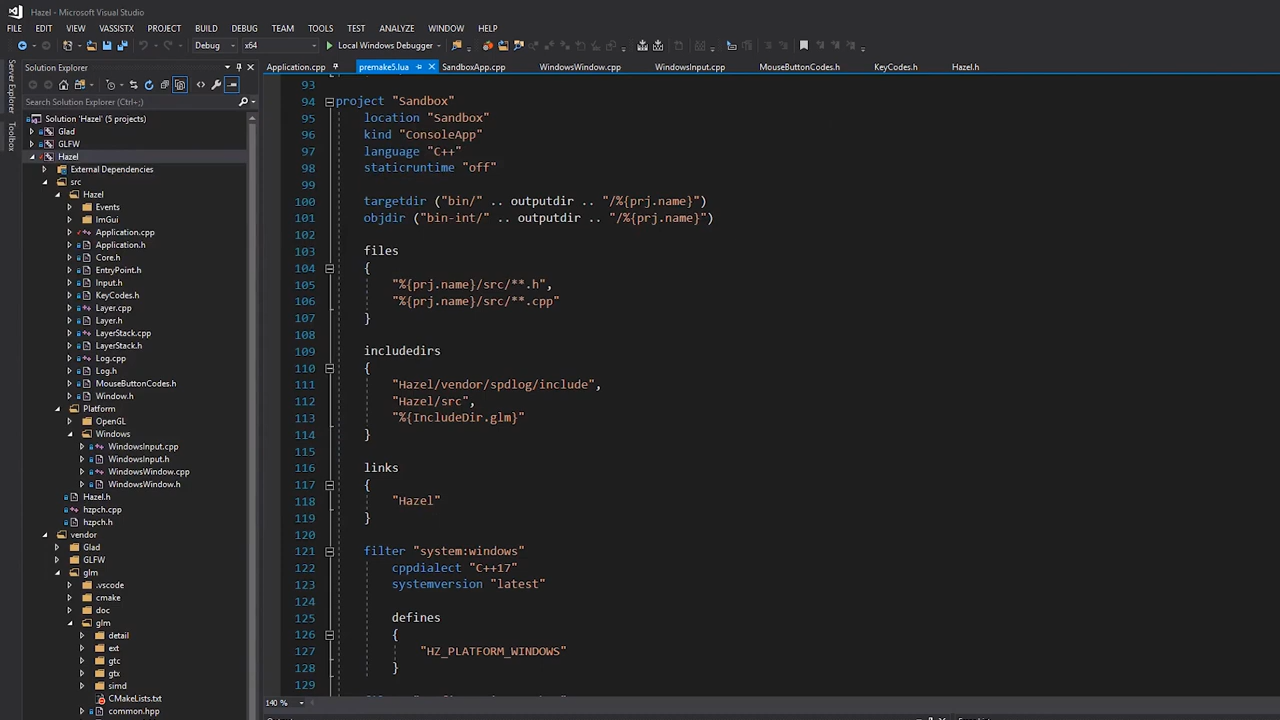 Hazel - Microsoft Visual Studio
FILE EDIT VIEW VASSISTX PROJECT BUILD DEBUG TEAM TOOLS TEST ANALYZE WINDOW HELP
Debug x64 Local Windows Debugger
Server Explorer
Toolbox
Solution Explorer
Search Solution Explorer (Ctrl+;)
Solution 'Hazel' (5 projects)
Glad
GLFW
Hazel
External Dependencies
src
Hazel
Events
ImGui
Application.cpp
Application.h
Core.h
EntryPoint.h
Input.h
KeyCodes.h
Layer.cpp
Layer.h
LayerStack.cpp
LayerStack.h
Log.cpp
Log.h
MouseButtonCodes.h
Window.h
Platform
OpenGL
Windows
WindowsInput.cpp
WindowsInput.h
WindowsWindow.cpp
WindowsWindow.h
Hazel.h
hzpch.cpp
hzpch.h
vendor
Glad
GLFW
glm
.vscode
cmake
doc
glm
detail
ext
gtc
gtx
simd
CMakeLists.txt
common.hpp
Application.cpp premake5.lua SandboxApp.cpp WindowsWindow.cpp WindowsInput.cpp MouseButtonCodes.h KeyCodes.h Hazel.h
93
94 project "Sandbox"
95 location "Sandbox"
96 kind "ConsoleApp"
97 language "C++"
98 staticruntime "off"
99
100 targetdir ("bin/" .. outputdir .. "/%{prj.name}")
101 objdir ("bin-int/" .. outputdir .. "/%{prj.name}")
102
103 files
104 {
105 "%{prj.name}/src/**.h",
106 "%{prj.name}/src/**.cpp"
107 }
108
109 includedirs
110 {
111 "Hazel/vendor/spdlog/include",
112 "Hazel/src",
113 "%{IncludeDir.glm}"
114 }
115
116 links
117 {
118 "Hazel"
119 }
120
121 filter "system:windows"
122 cppdialect "C++17"
123 systemversion "latest"
124
125 defines
126 {
127 "HZ_PLATFORM_WINDOWS"
128 }
129
140 %